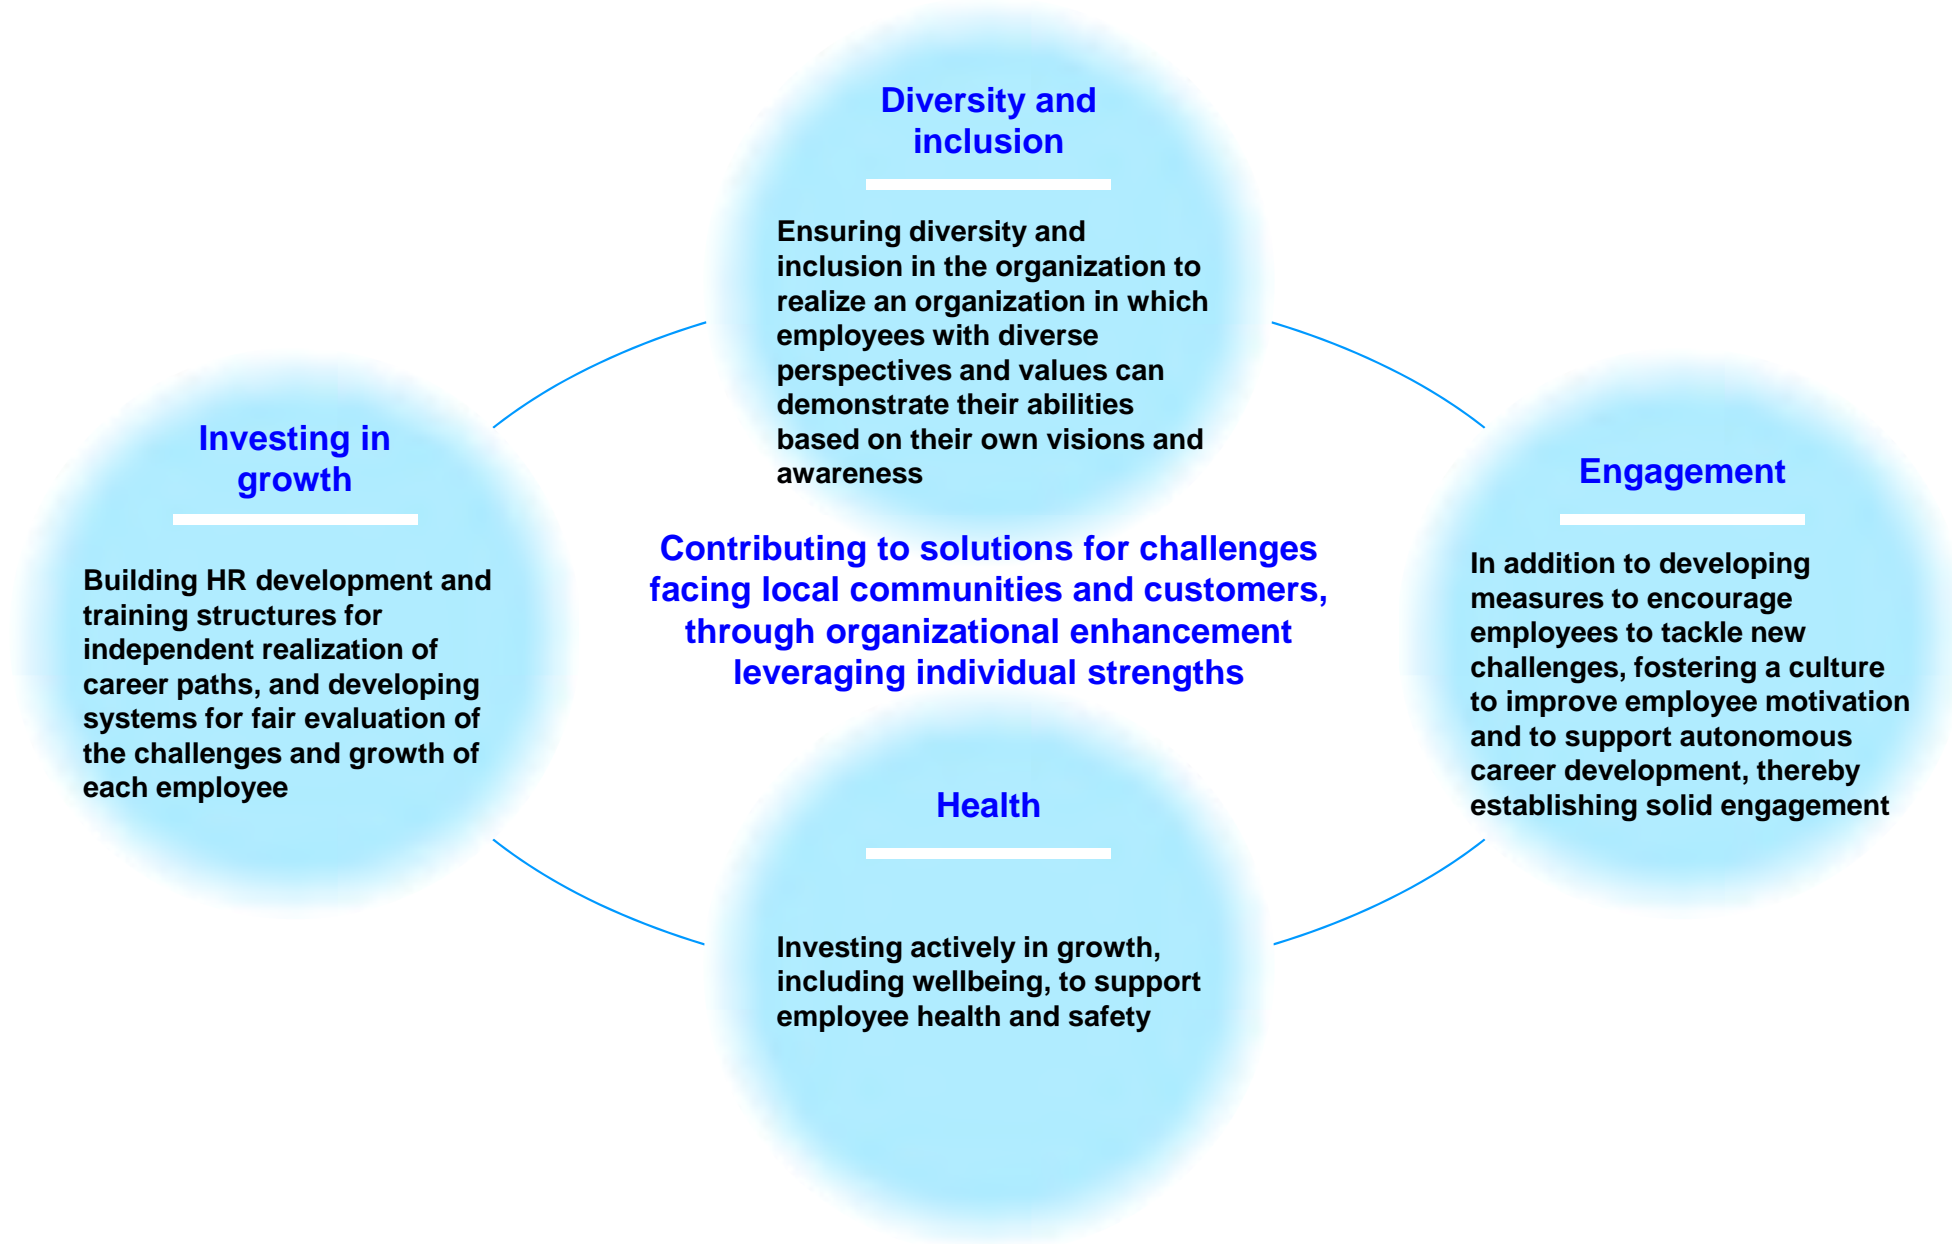 Diversity and
inclusion
Ensuring diversity and
inclusion in the organization to
realize an organization in which
employees with diverse
perspectives and values can
demonstrate their abilities
based on their own visions and
awareness
Investing in
growth
Building HR development and
training structures for
independent realization of
career paths, and developing
systems for fair evaluation of
the challenges and growth of
each employee
Contributing to solutions for challenges
facing local communities and customers,
through organizational enhancement
leveraging individual strengths
Engagement
In addition to developing
measures to encourage
employees to tackle new
challenges, fostering a culture
to improve employee motivation
and to support autonomous
career development, thereby
establishing solid engagement
Health
Investing actively in growth,
including wellbeing, to support
employee health and safety